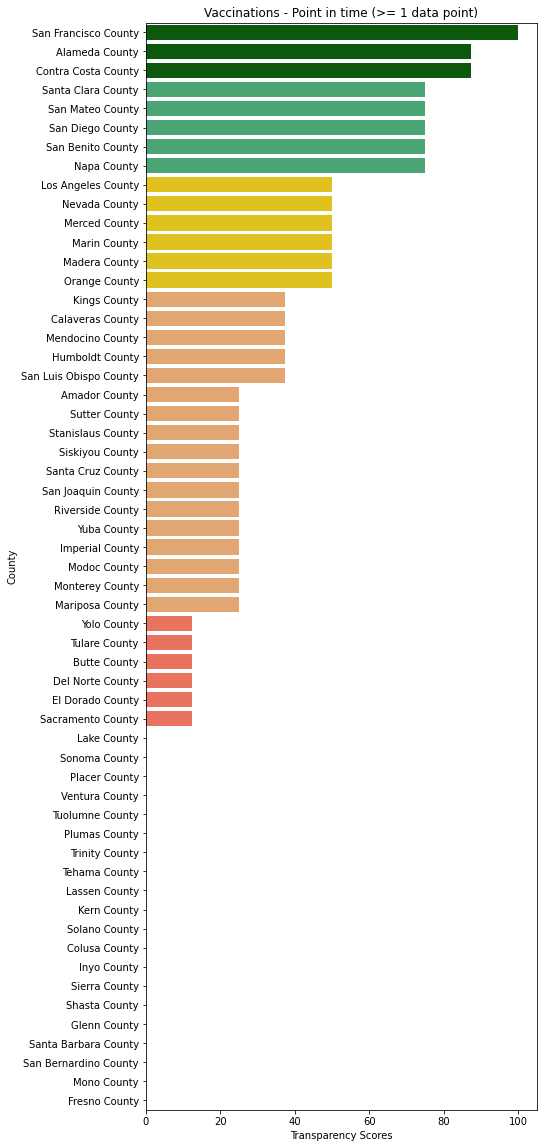 Vaccinations - Point in time (>= 1 data point)
San Francisco County
Alameda County
Contra Costa County
Santa Clara County
San Mateo County
San Diego County
San Benito County
Napa County
Los Angeles County
Nevada County
Merced County
Marin County
Madera County
Orange County
Kings County
Calaveras County
Mendocino County
Humboldt County
San Luis Obispo County
Amador County
Sutter County
Stanislaus County
Siskiyou County
Santa Cruz County
San Joaquin County
Riverside County
Yuba County
Imperial County
Modoc County
Monterey County
Mariposa County
Yolo County
Tulare County
Butte County
Del Norte County
El Dorado County
Sacramento County
Lake County
Sonoma County
Placer County
Ventura County
Tuolumne County
Plumas County
Trinity County
Tehama County
Lassen County
Kern County
Solano County
Colusa County
Inyo County
Sierra County
Shasta County
Glenn County
Santa Barbara County
San Bernardino County
Mono County
Fresno County
County
0 20 40 60 80 100
Transparency Scores